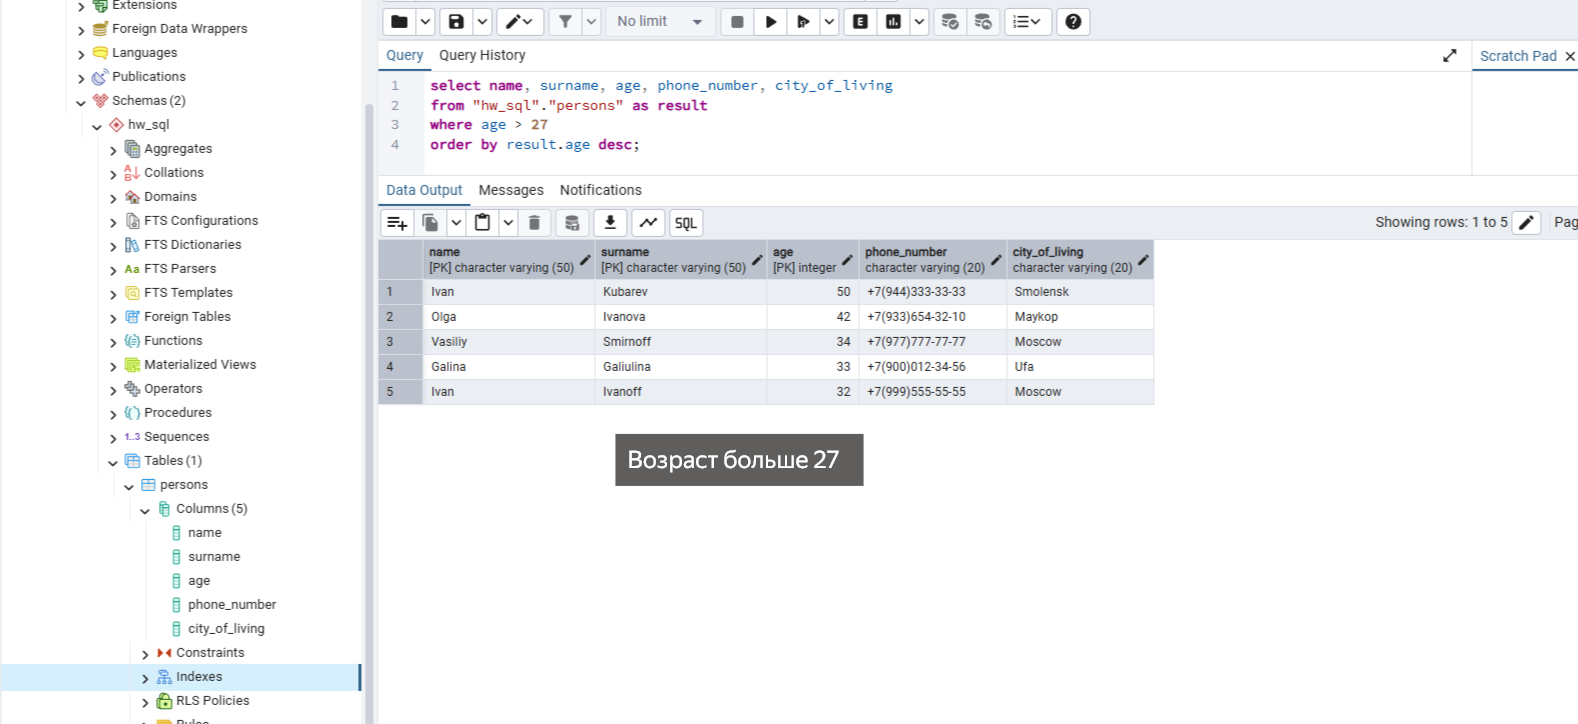 Extensions
Foreign Data Wrappers
Languages
Publications
Schemas (2)
hw_sql
Aggregates
Collations
Domains
FTS Configurations
FTS Dictionaries
Aa FTS Parsers
FTS Templates
Foreign Tables
Functions
Materialized Views
Operators
Procedures
1..3 Sequences
Tables (1)
persons
Columns (5)
name
surname
age
phone_number
city_of_living
Constraints
Indexes
RLS Policies
Rules
No limit
E
Query Query History
Scratch Pad
1 select name, surname, age, phone_number, city_of_living
2 from "hw_sql"."persons" as result
3 where age > 27
4 order by result.age desc;
Data Output Messages Notifications
SQL
Showing rows: 1 to 5
Pag
name surname age phone_number city_of_living
[PK] character varying (50) [PK] character varying (50) [PK] integer character varying (20) character varying (20)
1 Ivan Kubarev 50 +7(944)333-33-33 Smolensk
2 Olga Ivanova 42 +7(933)654-32-10 Maykop
3 Vasiliy Smirnoff 34 +7(977)777-77-77 Moscow
4 Galina Galiulina 33 +7(900)012-34-56 Ufa
5 Ivan Ivanoff 32 +7(999)555-55-55 Moscow
Возраст больше 27